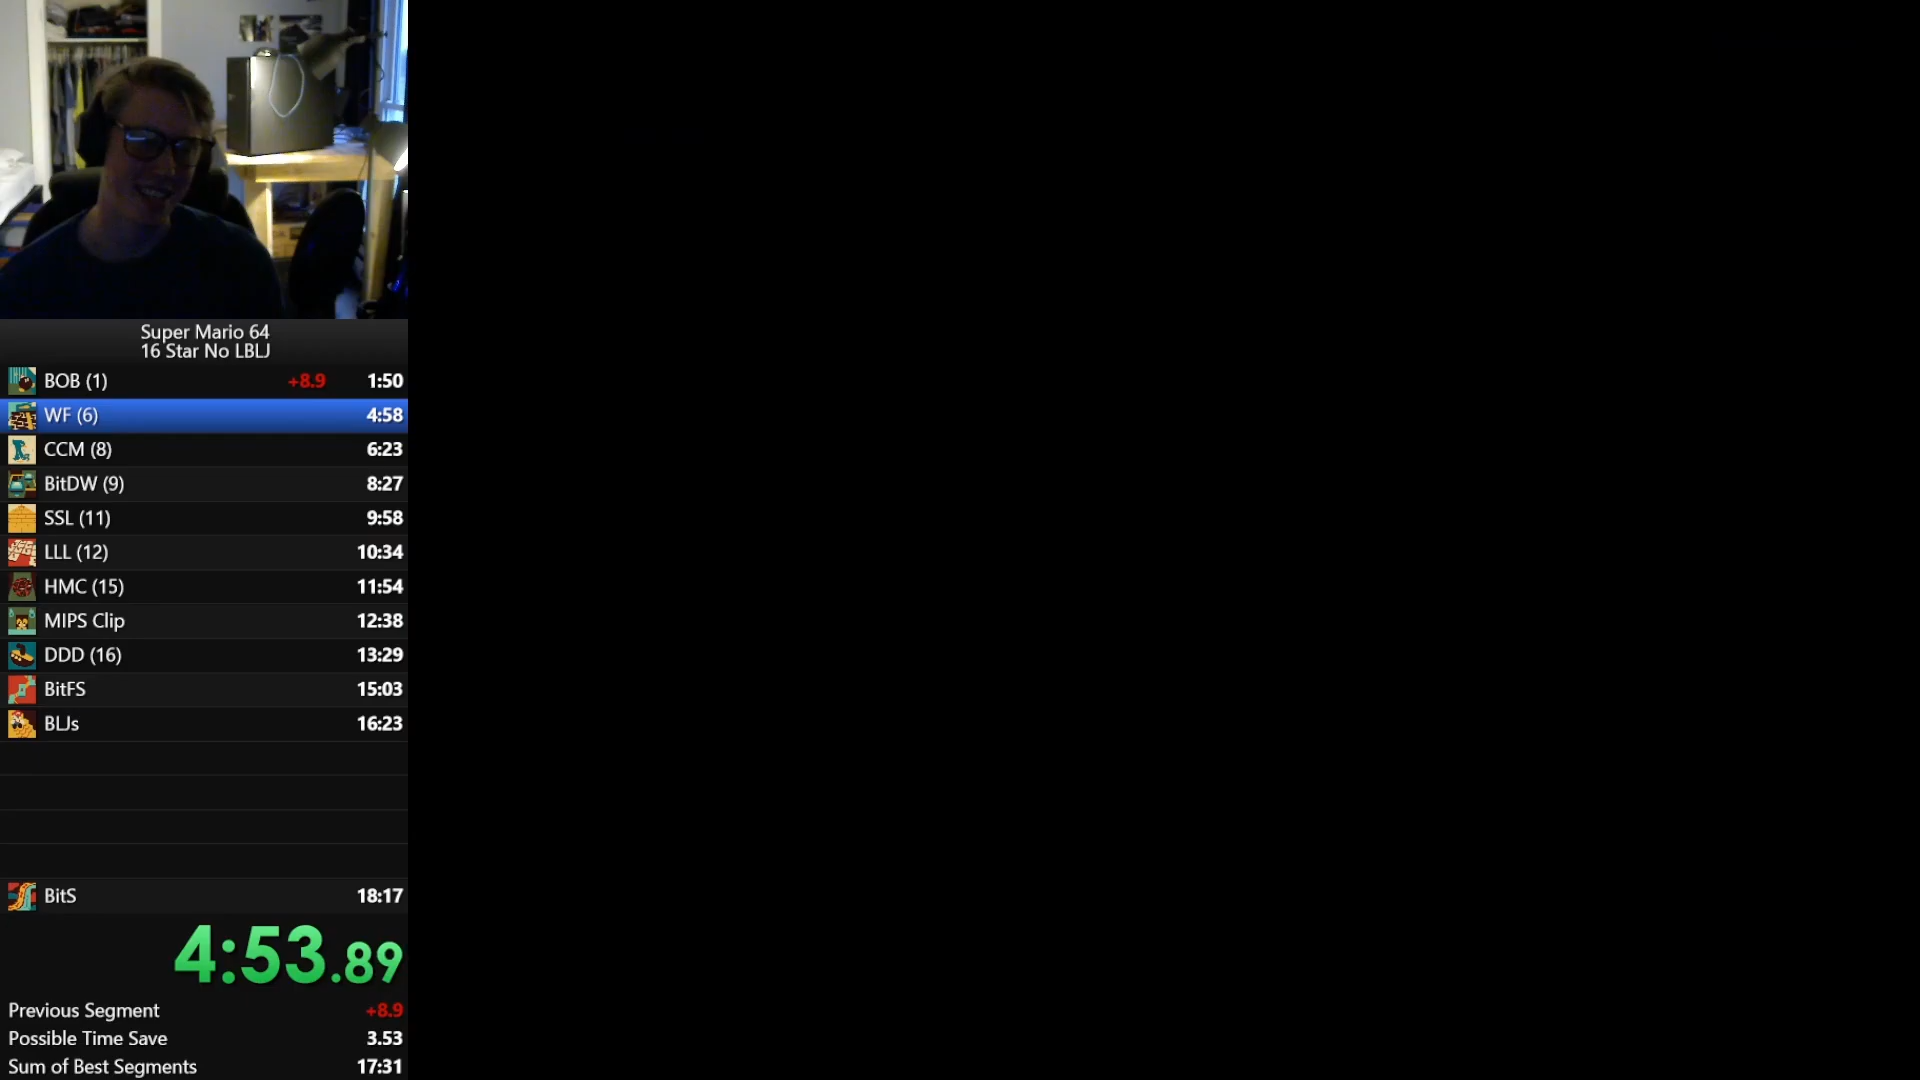 Super Mario 64
16 Star No LBLJ
BOB (1) +8.9 1:50
WF (6) 4:58
CCM (8) 6:23
BitDW (9) 8:27
SSL (11) 9:58
LLL (12) 10:34
HMC (15) 11:54
MIPS Clip 12:38
DDD (16) 13:29
BitFS 15:03
BLJs 16:23
BitS 18:17
4:53.89
Previous Segment +8.9
Possible Time Save 3.53
Sum of Best Segments 17:31